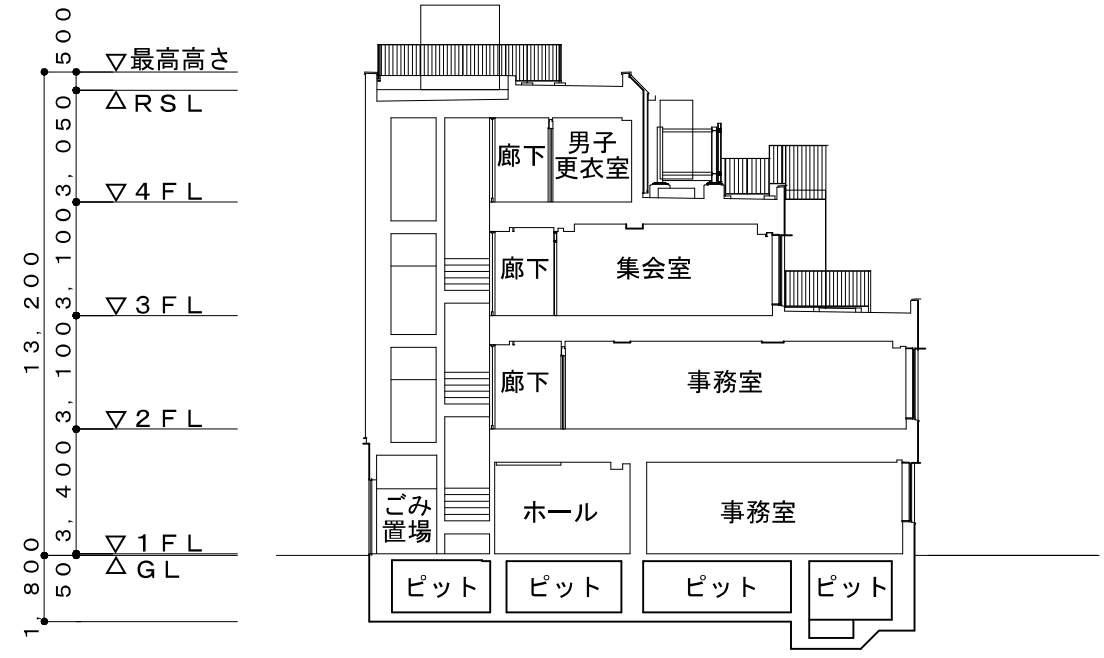 500
▽最高高さ
△RSL
3,050
▽4FL
3,100
▽3FL
3,100
▽2FL
3,400
▽1FL
△GL
50
13,200
1,800
廊下
男子
更衣室
廊下
集会室
廊下
事務室
ごみ
置場
ホール
事務室
ピット
ピット
ピット
ピット